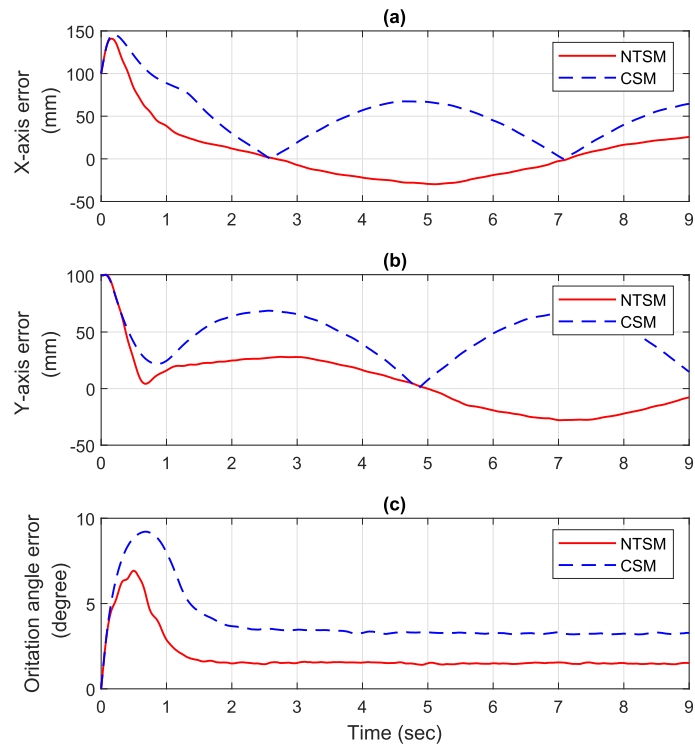 (a)
X-axis error
(mm)
150
100
50
0
-50
NTSM
CSM
0 1 2 3 4 5 6 7 8 9
(b)
Y-axis error
(mm)
100
50
0
-50
NTSM
CSM
0 1 2 3 4 5 6 7 8 9
(c)
Oritation angle error
(degree)
10
5
0
NTSM
CSM
0 1 2 3 4 5 6 7 8 9
Time (sec)